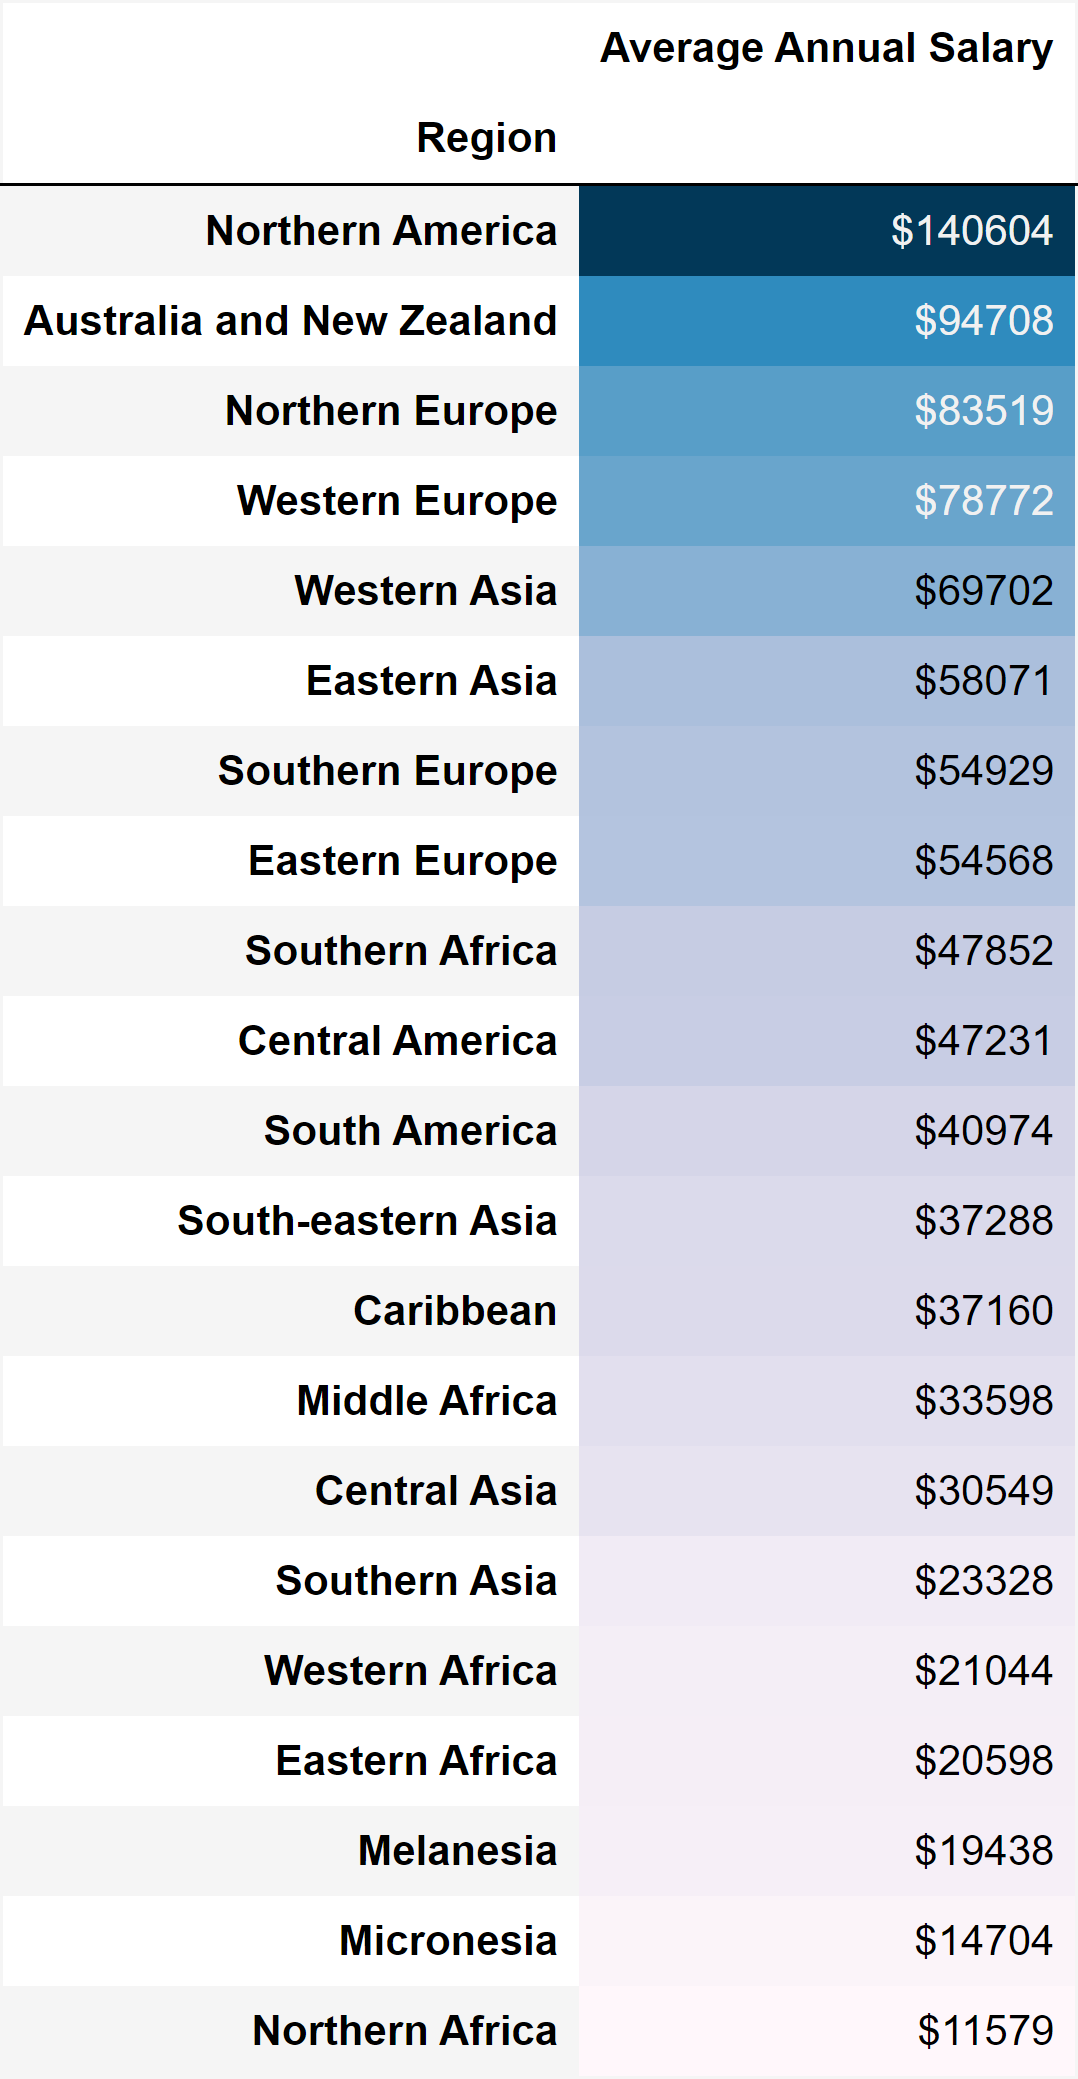 Average Annual Salary
Region
Northern America $140604
Australia and New Zealand $94708
Northern Europe $83519
Western Europe $78772
Western Asia $69702
Eastern Asia $58071
Southern Europe $54929
Eastern Europe $54568
Southern Africa $47852
Central America $47231
South America $40974
South-eastern Asia $37288
Caribbean $37160
Middle Africa $33598
Central Asia $30549
Southern Asia $23328
Western Africa $21044
Eastern Africa $20598
Melanesia $19438
Micronesia $14704
Northern Africa $11579